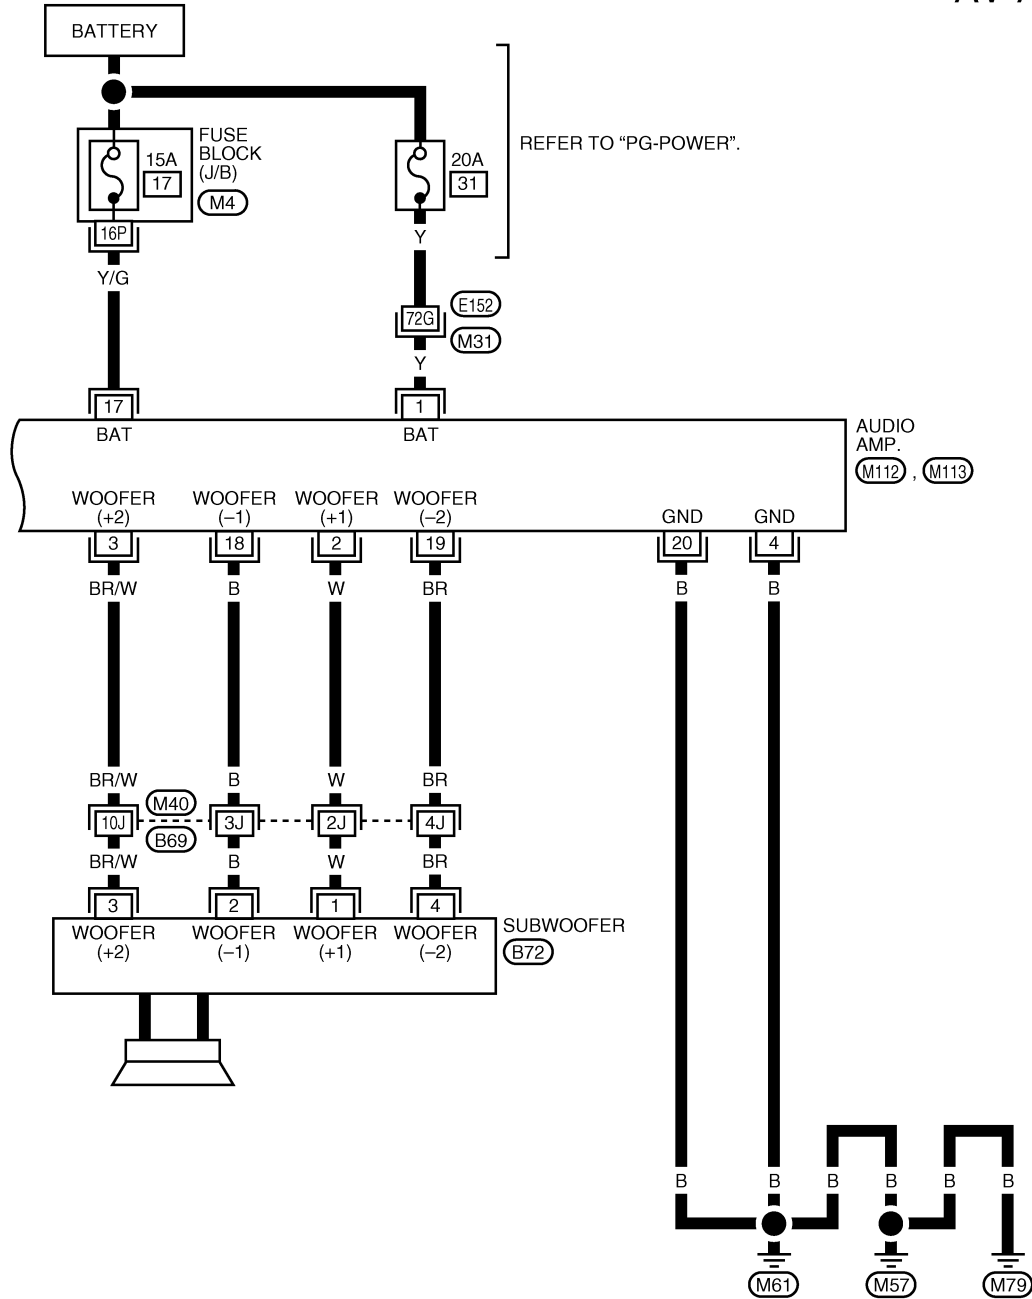 BATTERY
FUSE
BLOCK
(J/B)
M4
15A
17
16P
Y/G
20A
31
Y
REFER TO “PG-POWER”.
72G
E152
M31
Y
17
1
BAT
BAT
AUDIO
AMP.
M112 , M113
WOOFER
(+2)
WOOFER
(–1)
WOOFER
(+1)
WOOFER
(–2)
GND
GND
3
18
2
19
20
4
BR/W
B
W
BR
B
B
BR/W
B
W
BR
M40
10J
3J
2J
4J
B69
BR/W
B
W
BR
3
2
1
4
WOOFER
(+2)
WOOFER
(–1)
WOOFER
(+1)
WOOFER
(–2)
SUBWOOFER
B72
B
B
B
B
B
B
M61
M57
M79